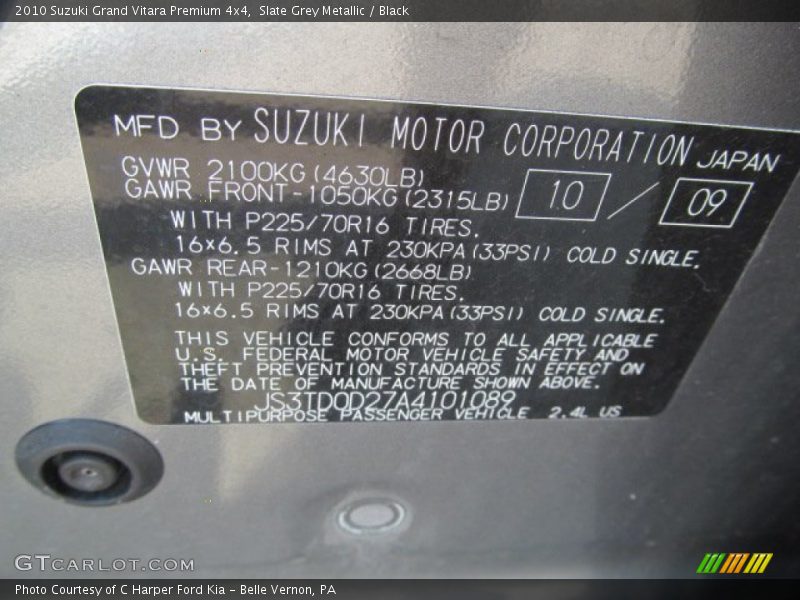 2010 Suzuki Grand Vitara Premium 4x4, Slate Grey Metallic / Black
MFD BY SUZUKI MOTOR CORPORATION JAPAN
GVWR 2100KG (4630LB)
GAWR FRONT-1050KG (2315LB) 10 / 09
WITH P225/70R16 TIRES.
16×6.5 RIMS AT 230KPA (33PSI) COLD SINGLE.
GAWR REAR-1210KG (2668LB)
WITH P225/70R16 TIRES.
16×6.5 RIMS AT 230KPA (33PSI) COLD SINGLE.
THIS VEHICLE CONFORMS TO ALL APPLICABLE
U.S. FEDERAL MOTOR VEHICLE SAFETY AND
THEFT PREVENTION STANDARDS IN EFFECT ON
THE DATE OF MANUFACTURE SHOWN ABOVE.
JS3TD0D27A4101089
MULTIPURPOSE PASSENGER VEHICLE 2.4L US
GTCARLOT.COM
Photo Courtesy of C Harper Ford Kia – Belle Vernon, PA